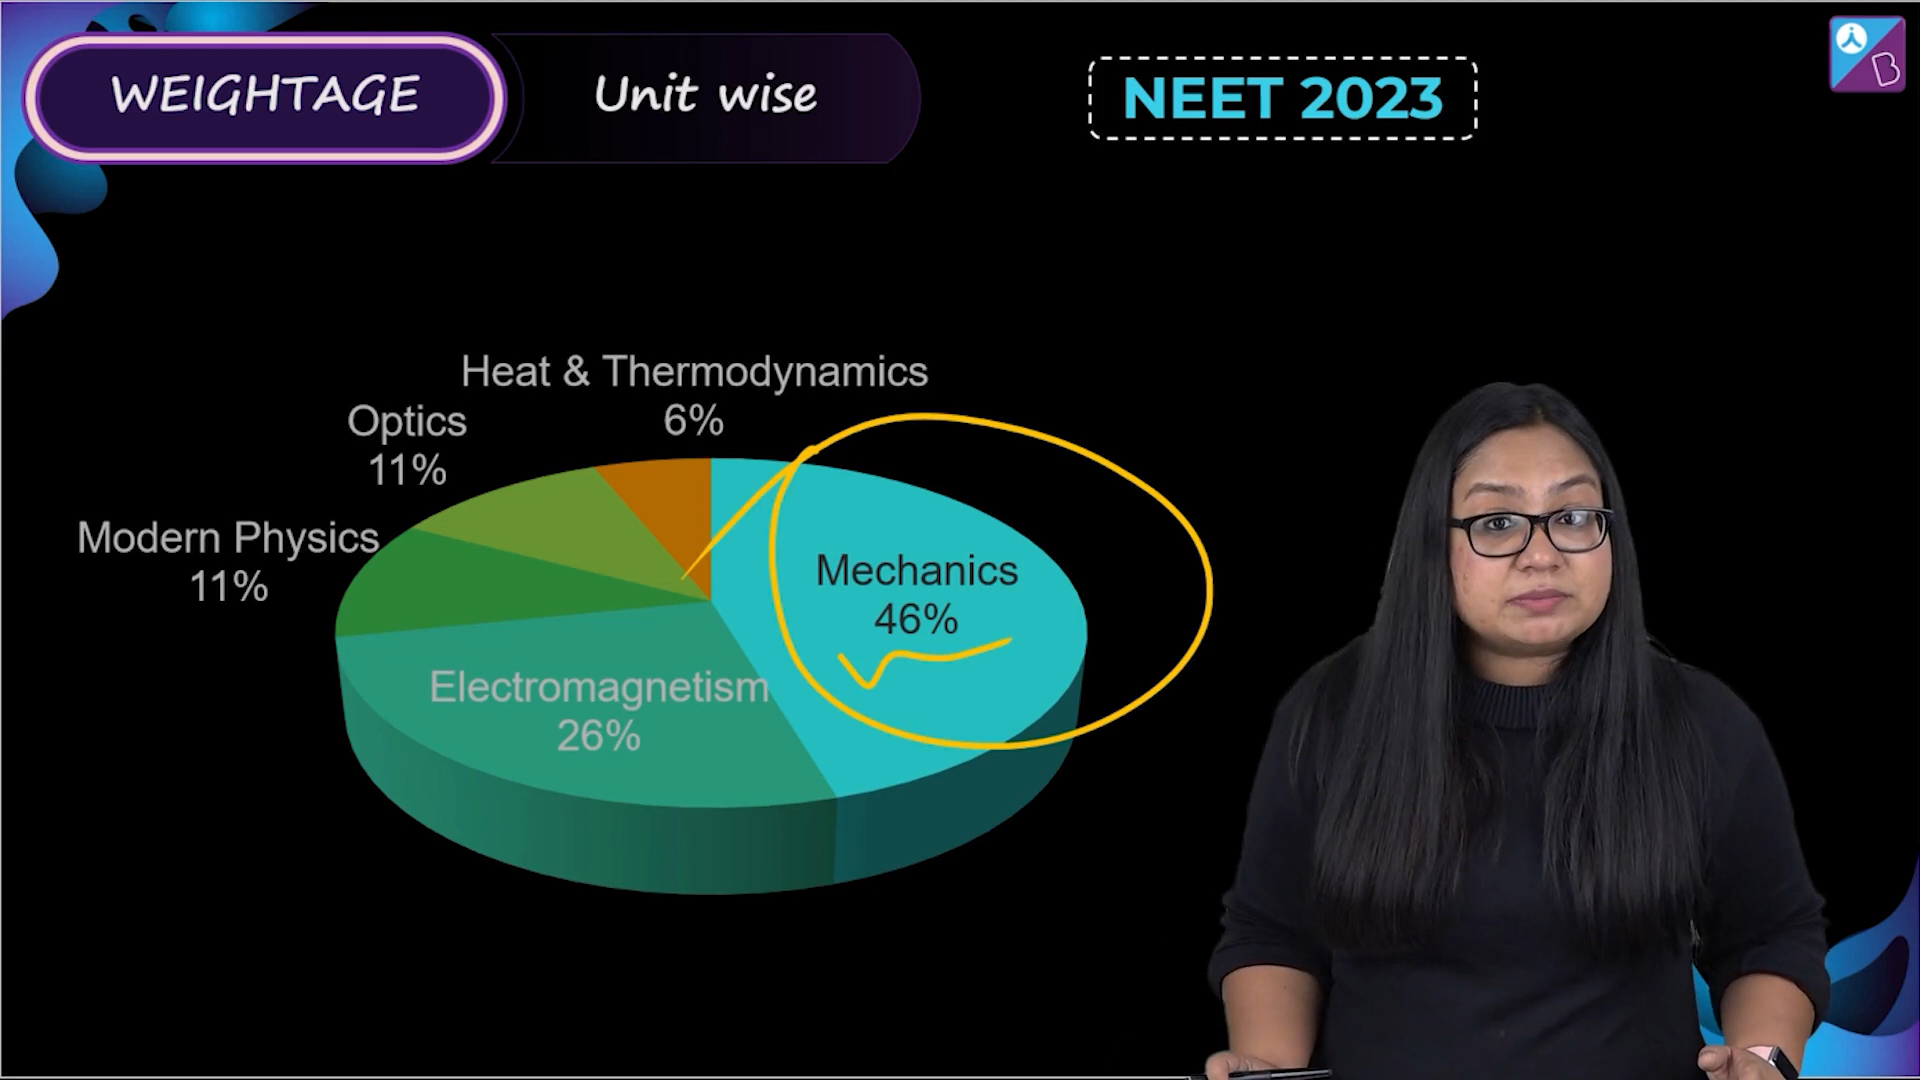 WEIGHTAGE
Unit wise
NEET 2023
B
Heat & Thermodynamics
6%
Optics
11%
Modern Physics
11%
Mechanics
46%
Electromagnetism
26%